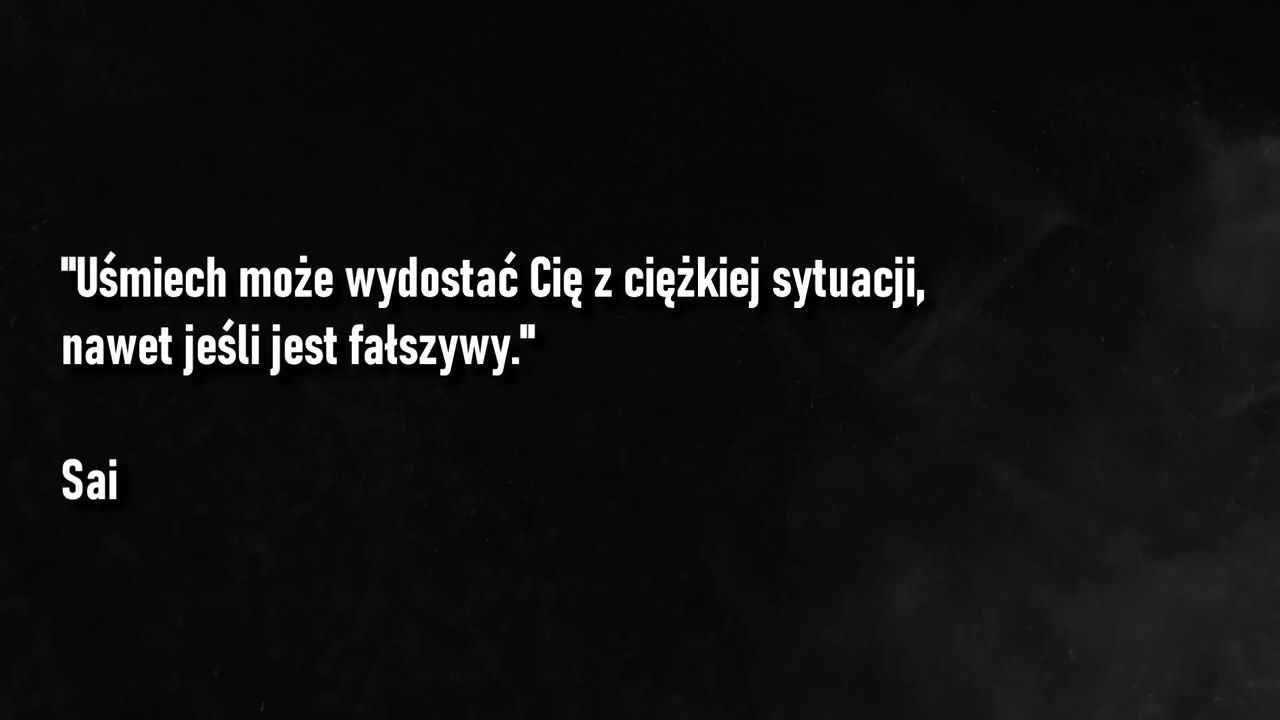 "Uśmiech może wydostać Cię z ciężkiej sytuacji,
nawet jeśli jest fałszywy."
Sai